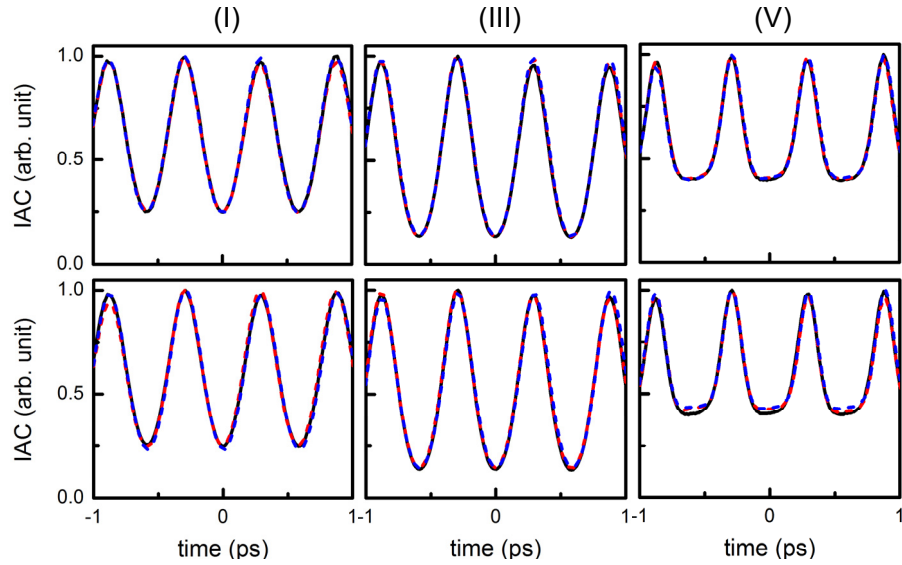 (I) (III) (V)
IAC (arb. unit)
1.0
0.5
0.0
IAC (arb. unit)
1.0
0.5
0.0
-1 0 1 -1 0 1 -1 0 1
time (ps) time (ps) time (ps)